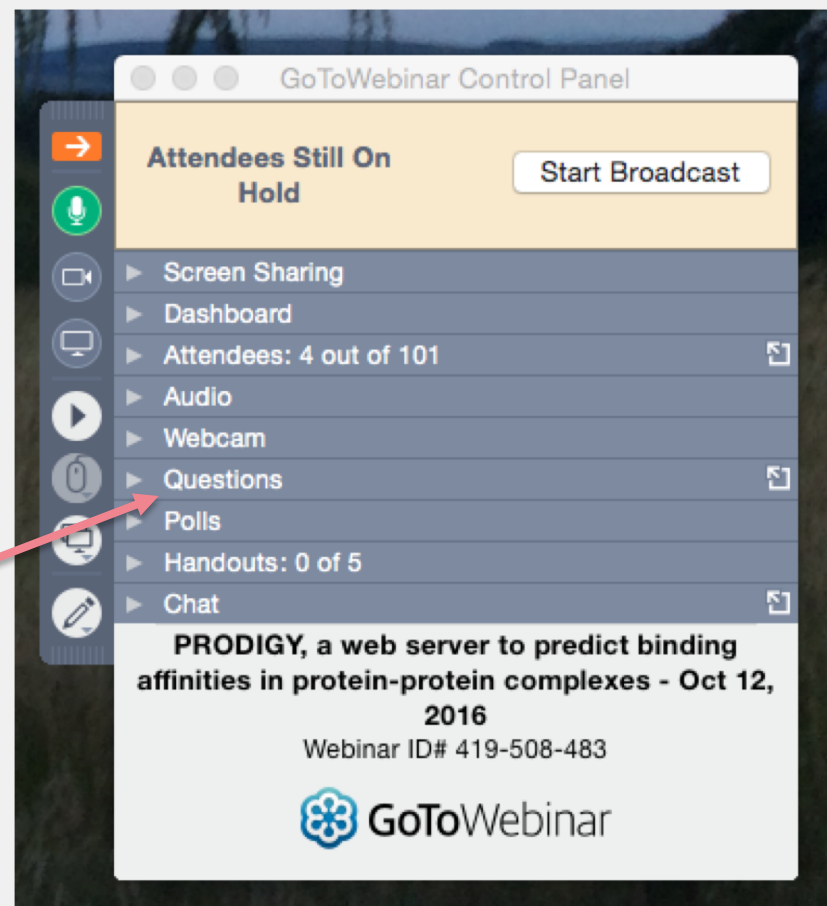 GoToWebinar Control Panel
Attendees Still On
Hold
Start Broadcast
Screen Sharing
Dashboard
Attendees: 4 out of 101
Audio
Webcam
Questions
Polls
Handouts: 0 of 5
Chat
PRODIGY, a web server to predict binding
affinities in protein-protein complexes - Oct 12,
2016
Webinar ID# 419-508-483
GoToWebinar